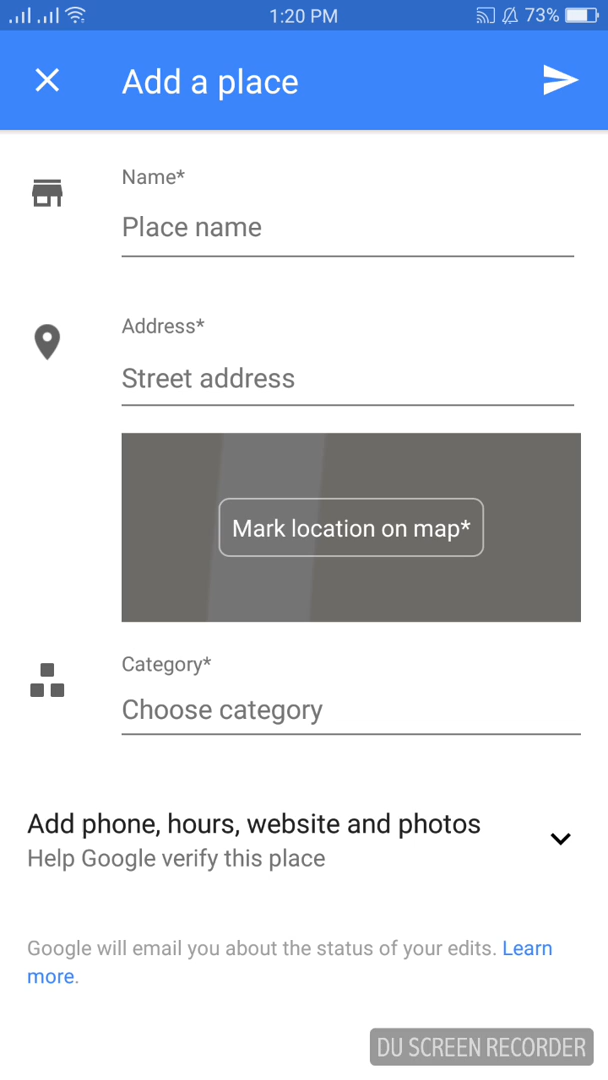 1:20 PM 73%
Add a place
Name*
Place name
Address*
Street address
Mark location on map*
Category*
Choose category
Add phone, hours, website and photos
Help Google verify this place
Google will email you about the status of your edits. Learn
more.
DU SCREEN RECORDER